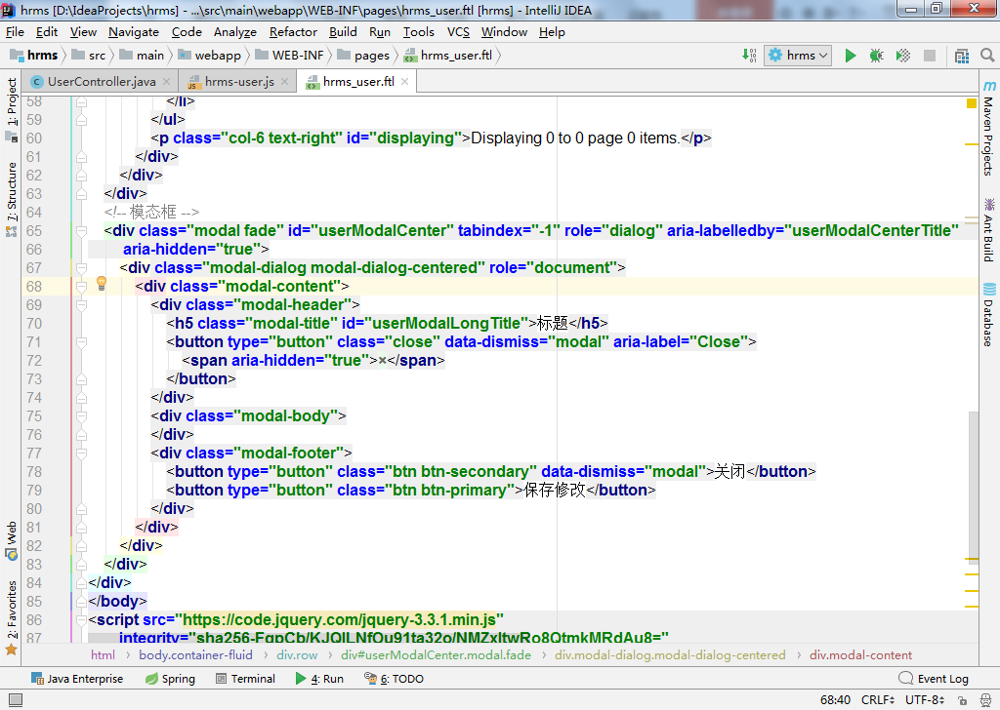 hrms [D:\IdeaProjects\hrms] - ...\src\main\webapp\WEB-INF\pages\hrms_user.ftl [hrms] - IntelliJ IDEA
File Edit View Navigate Code Analyze Refactor Build Run Tools VCS Window Help
hrms src main webapp WEB-INF pages hrms_user.ftl hrms
UserController.java hrms-user.js hrms_user.ftl
1: Project
7: Structure
Web
2: Favorites
58 </li>
59 </ul>
60 <p class="col-6 text-right" id="displaying">Displaying 0 to 0 page 0 items.</p>
61 </div>
62 </div>
63 </div>
64 <!-- 模态框 -->
65 <div class="modal fade" id="userModalCenter" tabindex="-1" role="dialog" aria-labelledby="userModalCenterTitle"
66 aria-hidden="true">
67 <div class="modal-dialog modal-dialog-centered" role="document">
68 <div class="modal-content">
69 <div class="modal-header">
70 <h5 class="modal-title" id="userModalLongTitle">标题</h5>
71 <button type="button" class="close" data-dismiss="modal" aria-label="Close">
72 <span aria-hidden="true">×</span>
73 </button>
74 </div>
75 <div class="modal-body">
76 </div>
77 <div class="modal-footer">
78 <button type="button" class="btn btn-secondary" data-dismiss="modal">关闭</button>
79 <button type="button" class="btn btn-primary">保存修改</button>
80 </div>
81 </div>
82 </div>
83 </div>
84 </div>
85 </body>
86 <script src="https://code.jquery.com/jquery-3.3.1.min.js"
87 integrity="sha256-FgpCb/KJQlLNfOu91ta32o/NMZxltwRo8QtmkMRdAu8="
Maven Projects
Ant Build
Database
html body.container-fluid div.row div#userModalCenter.modal.fade div.modal-dialog.modal-dialog-centered div.modal-content
Java Enterprise Spring Terminal 4: Run 6: TODO Event Log
68:40 CRLF UTF-8